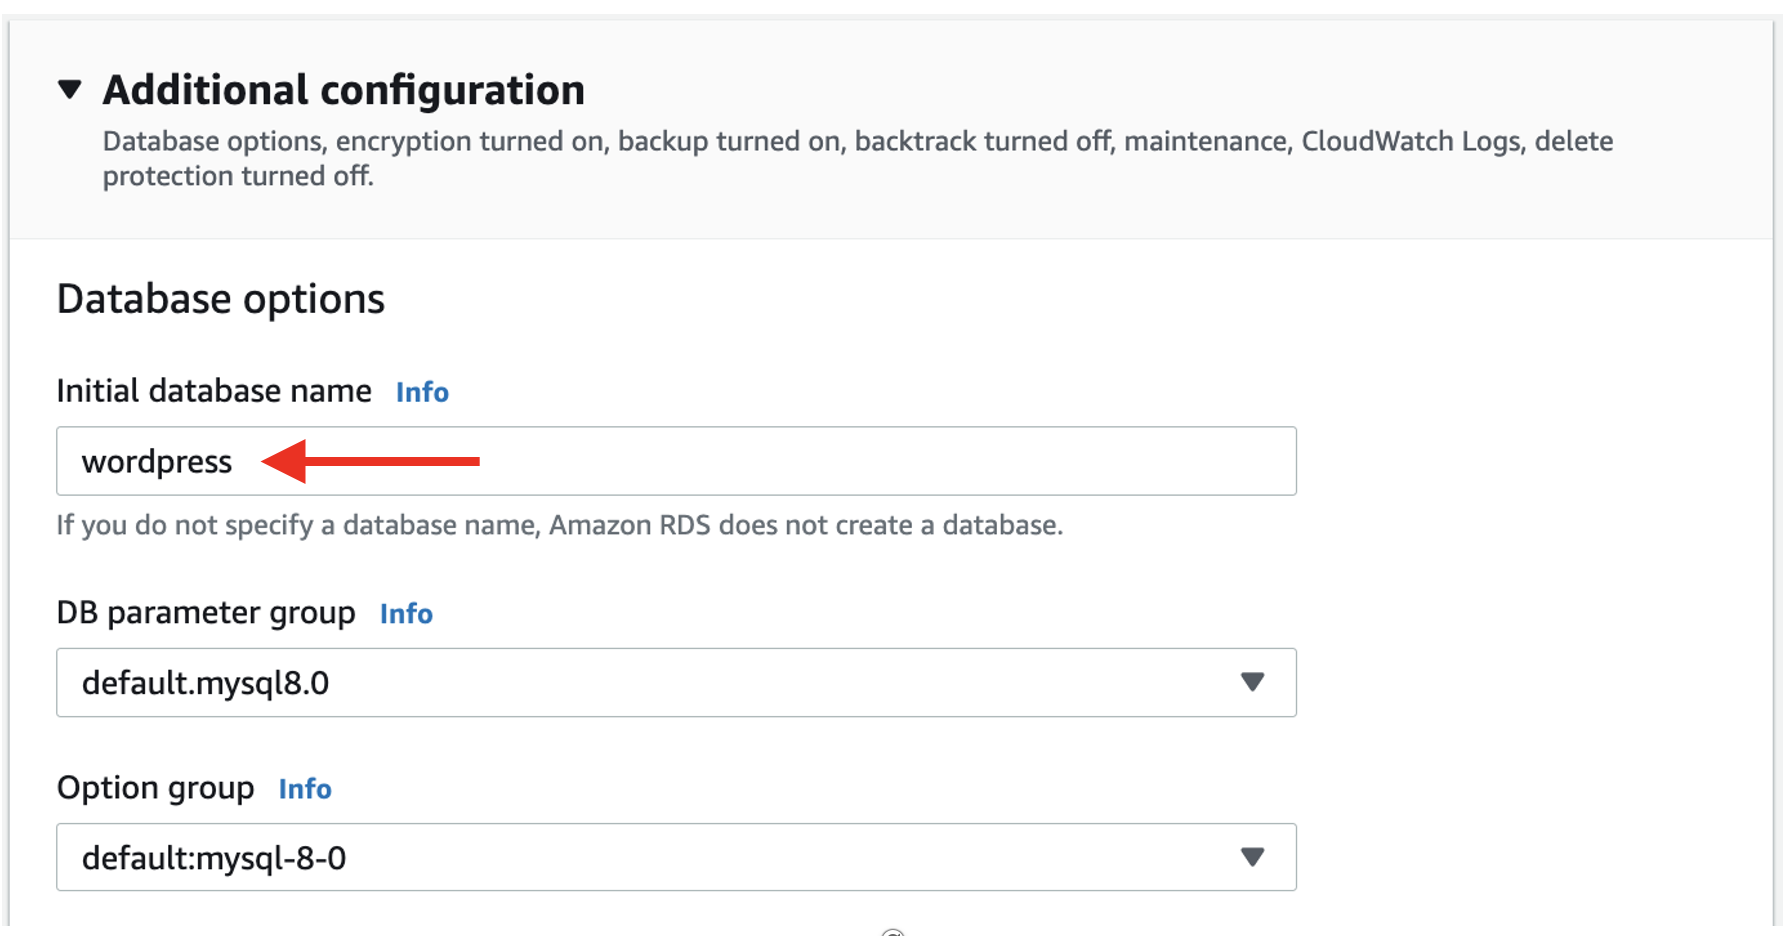 Additional configuration
Database options, encryption turned on, backup turned on, backtrack turned off, maintenance, CloudWatch Logs, delete
protection turned off.
Database options
Initial database name Info
wordpress
If you do not specify a database name, Amazon RDS does not create a database.
DB parameter group Info
default.mysql8.0
Option group Info
default:mysql-8-0